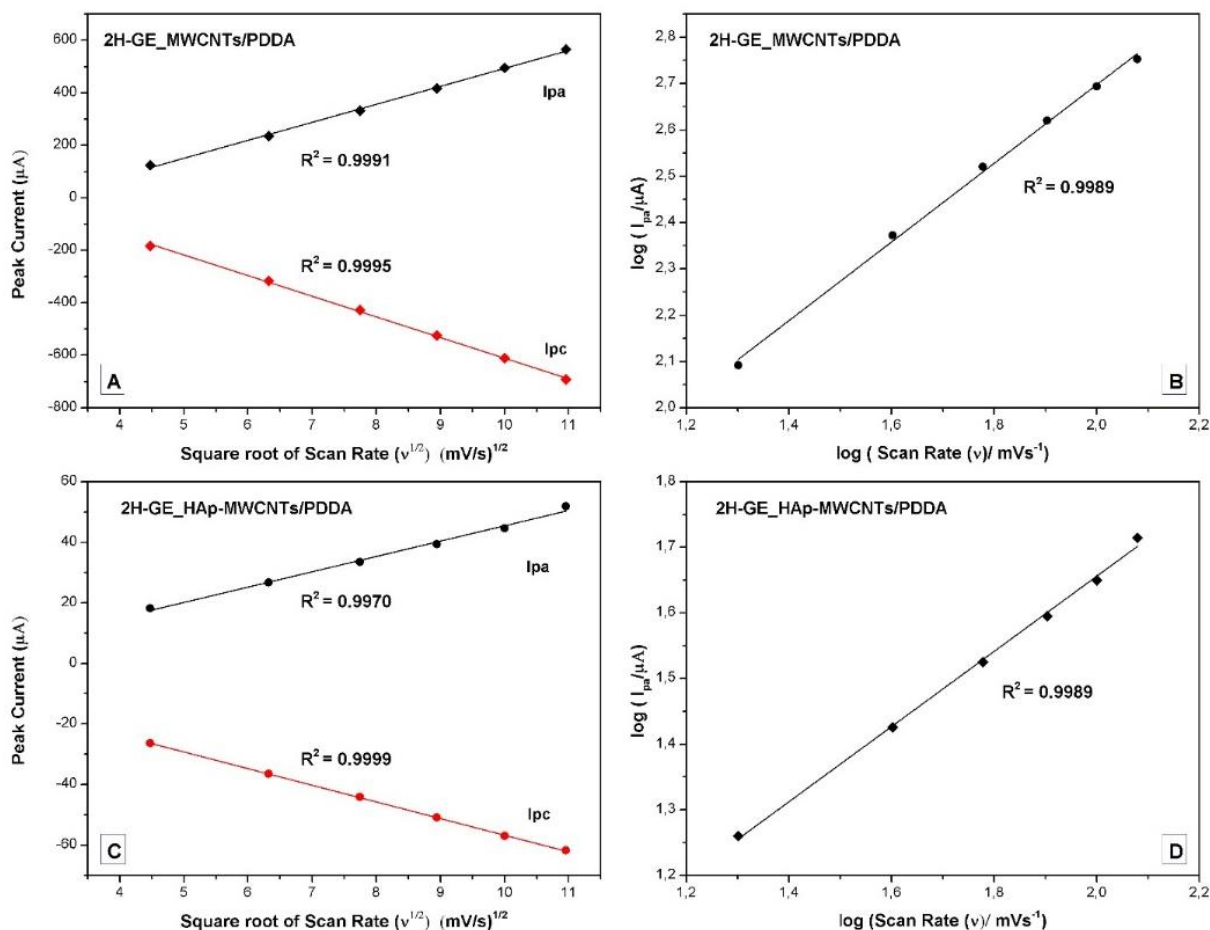 2H-GE_MWCNTs/PDDA
Ipa
R² = 0.9991
R² = 0.9995
Ipc
A
600
400
200
0
-200
-400
-600
-800
Peak Current (μA)
4 5 6 7 8 9 10 11
Square root of Scan Rate (ν^1/2) (mV/s)^1/2
2H-GE_MWCNTs/PDDA
R² = 0.9989
B
2,8
2,7
2,6
2,5
2,4
2,3
2,2
2,1
2,0
log ( I_pa/μA)
1,2 1,4 1,6 1,8 2,0 2,2
log ( Scan Rate (ν)/ mVs⁻¹)
2H-GE_HAp-MWCNTs/PDDA
Ipa
R² = 0.9970
R² = 0.9999
Ipc
C
60
40
20
0
-20
-40
-60
Peak Current (μA)
4 5 6 7 8 9 10 11
Square root of Scan Rate (ν^1/2) (mV/s)^1/2
2H-GE_HAp-MWCNTs/PDDA
R² = 0.9989
D
1,8
1,7
1,6
1,5
1,4
1,3
1,2
log ( I_pa/μA)
1,2 1,4 1,6 1,8 2,0 2,2
log (Scan Rate (ν)/ mVs⁻¹)